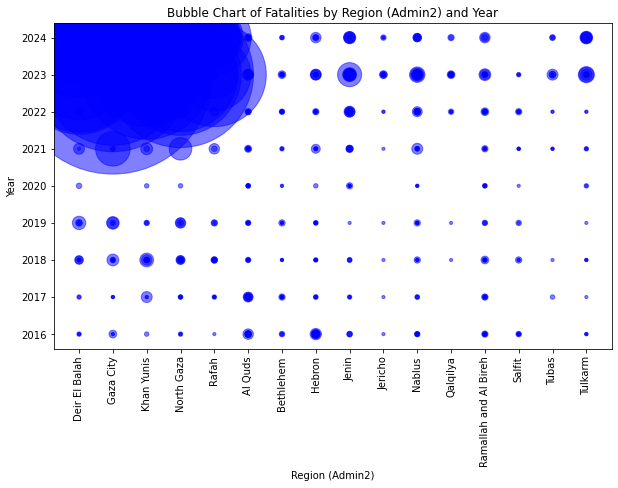 Bubble Chart of Fatalities by Region (Admin2) and Year
Year
2024
2023
2022
2021
2020
2019
2018
2017
2016
Deir El Balah
Gaza City
Khan Yunis
North Gaza
Rafah
Al Quds
Bethlehem
Hebron
Jenin
Jericho
Nablus
Qalqilya
Ramallah and Al Bireh
Salfit
Tubas
Tulkarm
Region (Admin2)